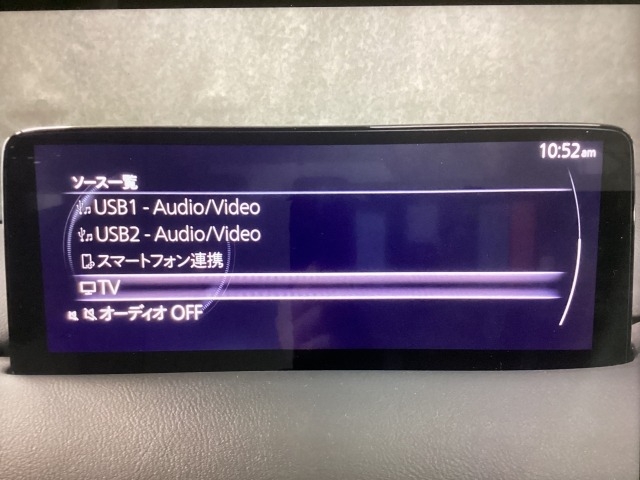 10:52am
ソース一覧
USB1 - Audio/Video
USB2 - Audio/Video
スマートフォン連携
TV
オーディオ OFF